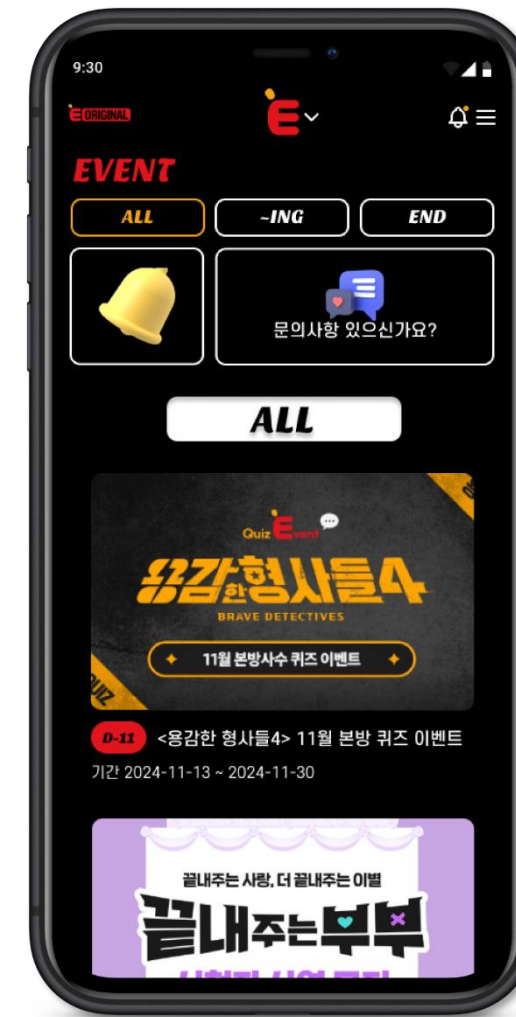 9:30
E ORIGINAL
E
EVENT
ALL
~ING
END
문의사항 있으신가요?
ALL
Quiz Event
용감한형사들4
BRAVE DETECTIVES
11월 본방사수 퀴즈 이벤트
QUIZ
D-11 <용감한 형사들4> 11월 본방 퀴즈 이벤트
기간 2024-11-13 ~ 2024-11-30
끝내주는 사랑, 더 끝내주는 이별
끝내주는부부